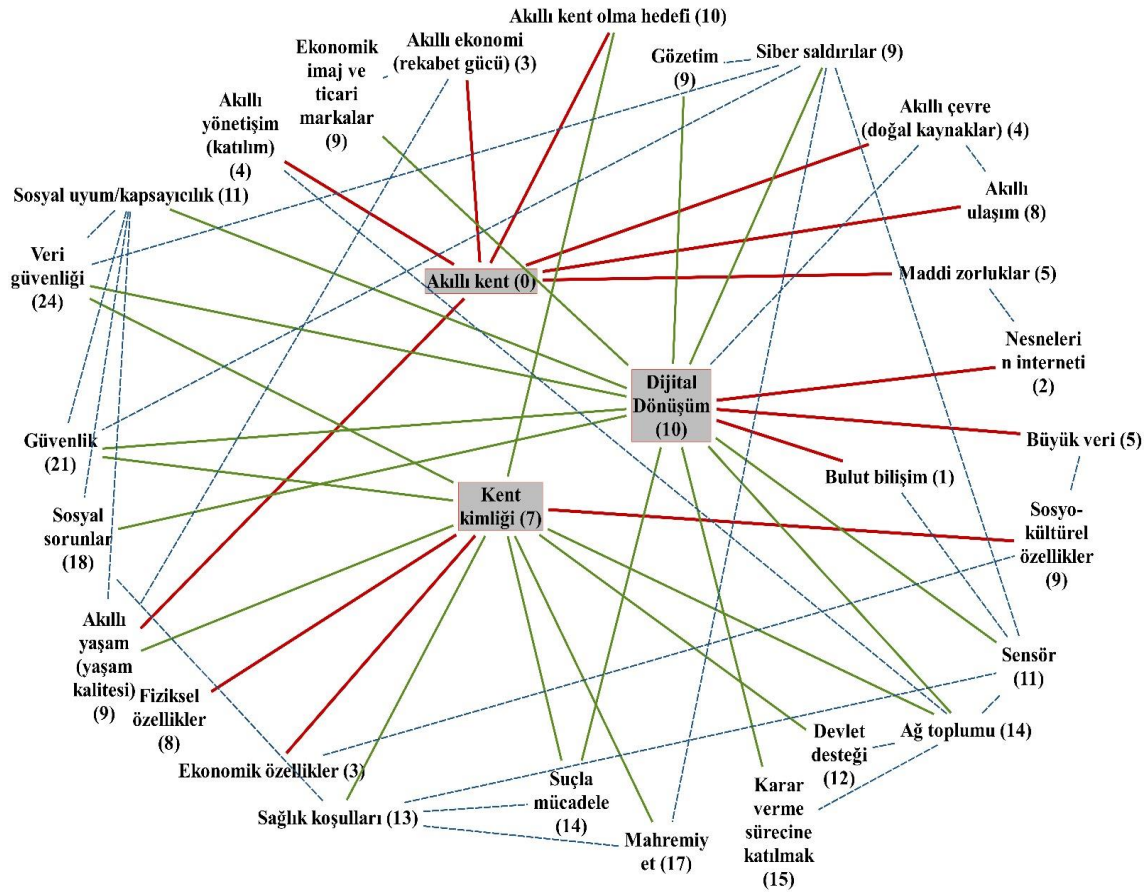 Akıllı kent olma hedefi (10)
Akıllı ekonomi
(rekabet gücü) (3)
Ekonomik
imaj ve
ticari
markalar
(9)
Gözetim
(9)
Siber saldırılar (9)
Akıllı
yönetişim
(katılım)
(4)
Akıllı çevre
(doğal kaynaklar) (4)
Sosyal uyum/kapsayıcılık (11)
Akıllı
ulaşım (8)
Veri
güvenliği
(24)
Akıllı kent (0)
Maddi zorluklar (5)
Nesneleri
n interneti
(2)
Dijital
Dönüşüm
(10)
Güvenlik
(21)
Büyük veri (5)
Bulut bilişim (1)
Kent
kimliği (7)
Sosyal
sorunlar
(18)
Sosyo-
kültürel
özellikler
(9)
Akıllı
yaşam
(yaşam
kalitesi)
(9)
Sensör
(11)
Fiziksel
özellikler
(8)
Ekonomik özellikler (3)
Sağlık koşulları (13)
Suçla
mücadele
(14)
Mahremiy
et (17)
Karar
verme
sürecine
katılmak
(15)
Devlet
desteği
(12)
Ağ toplumu (14)